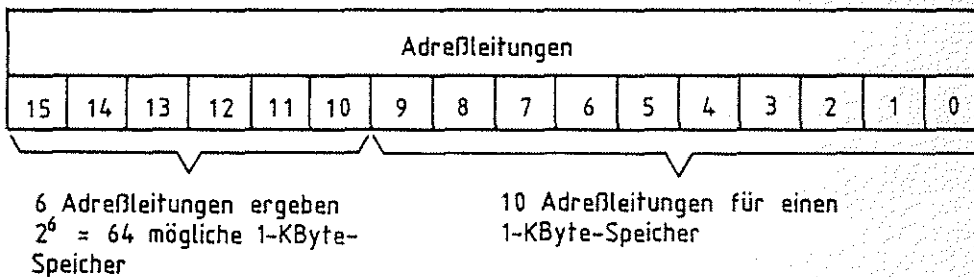 Adreßleitungen
15 14 13 12 11 10 9 8 7 6 5 4 3 2 1 0
6 Adreßleitungen ergeben
2⁶ = 64 mögliche 1-KByte-
Speicher
10 Adreßleitungen für einen
1-KByte-Speicher